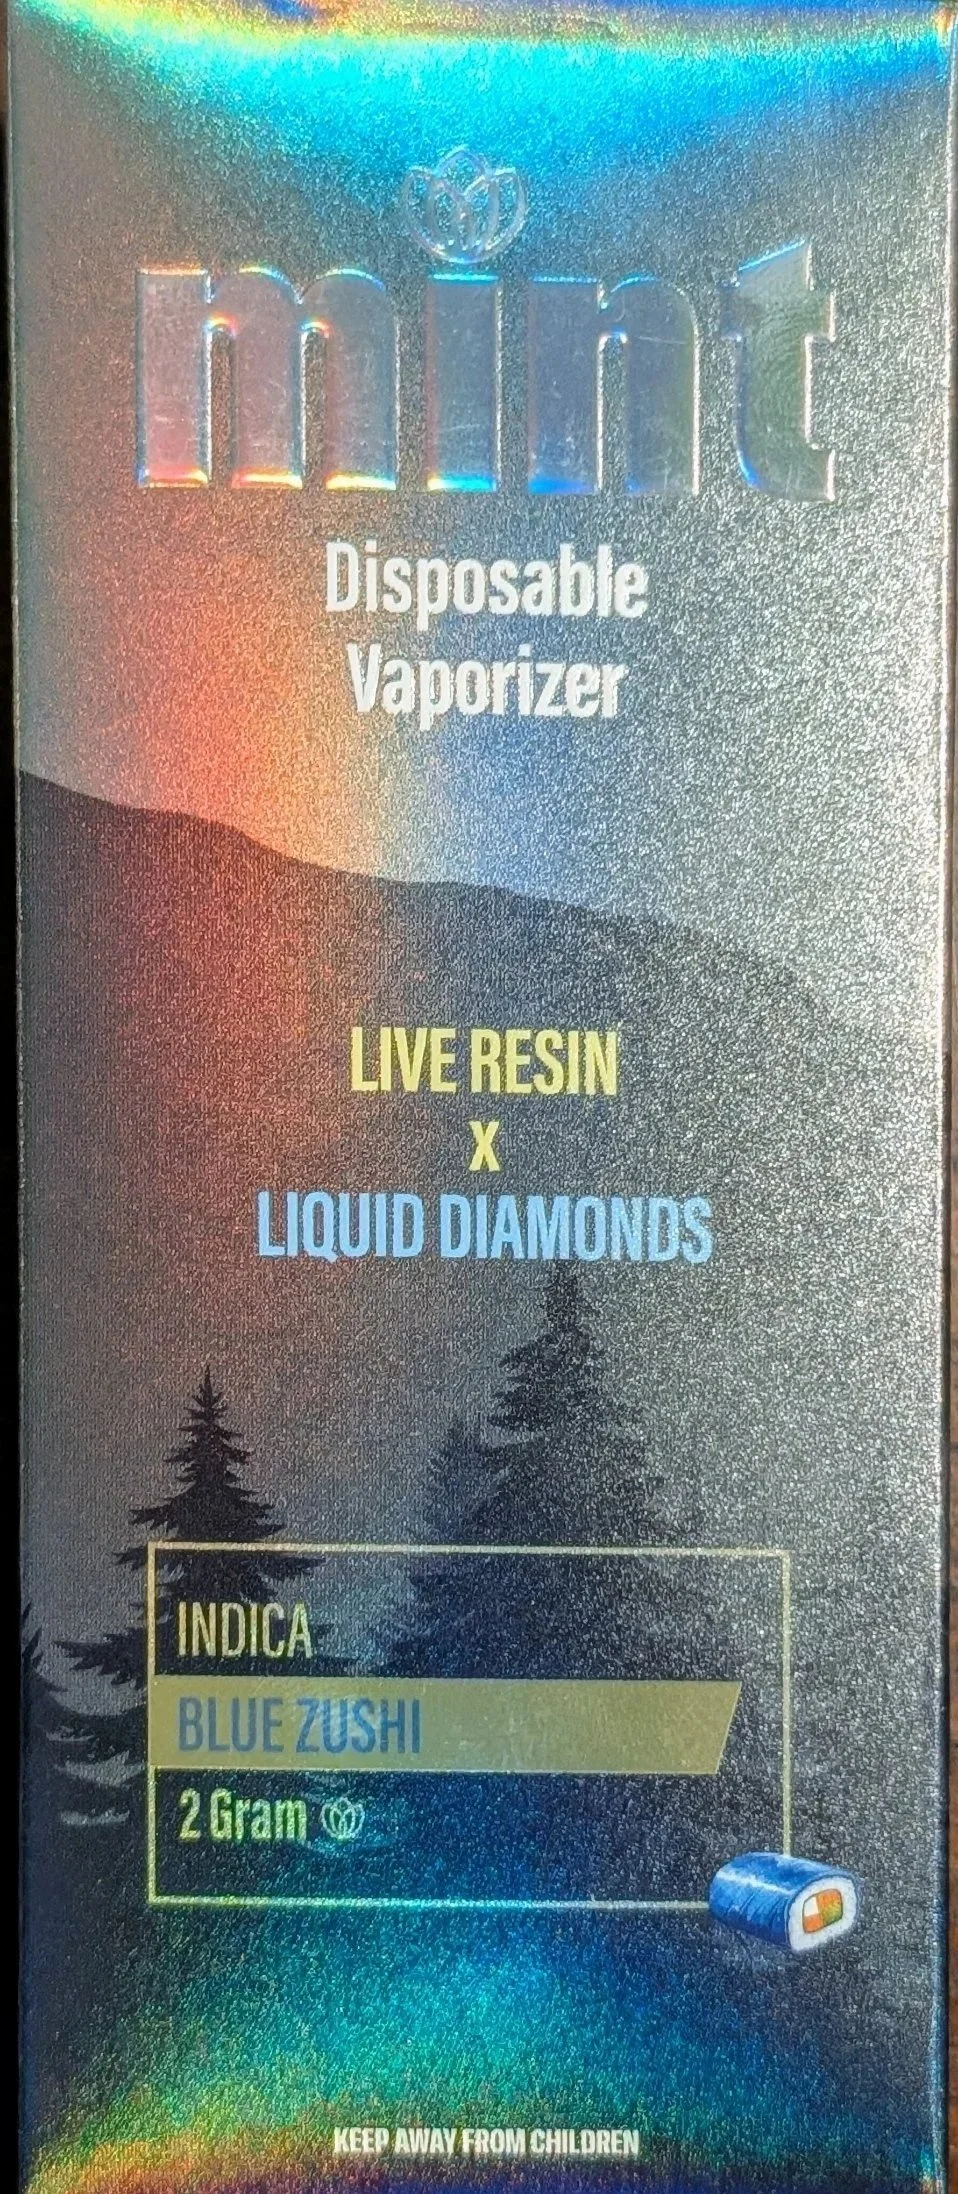 mint
Disposable
Vaporizer
LIVE RESIN
X
LIQUID DIAMONDS
INDICA
BLUE ZUSHI
2 Gram
KEEP AWAY FROM CHILDREN